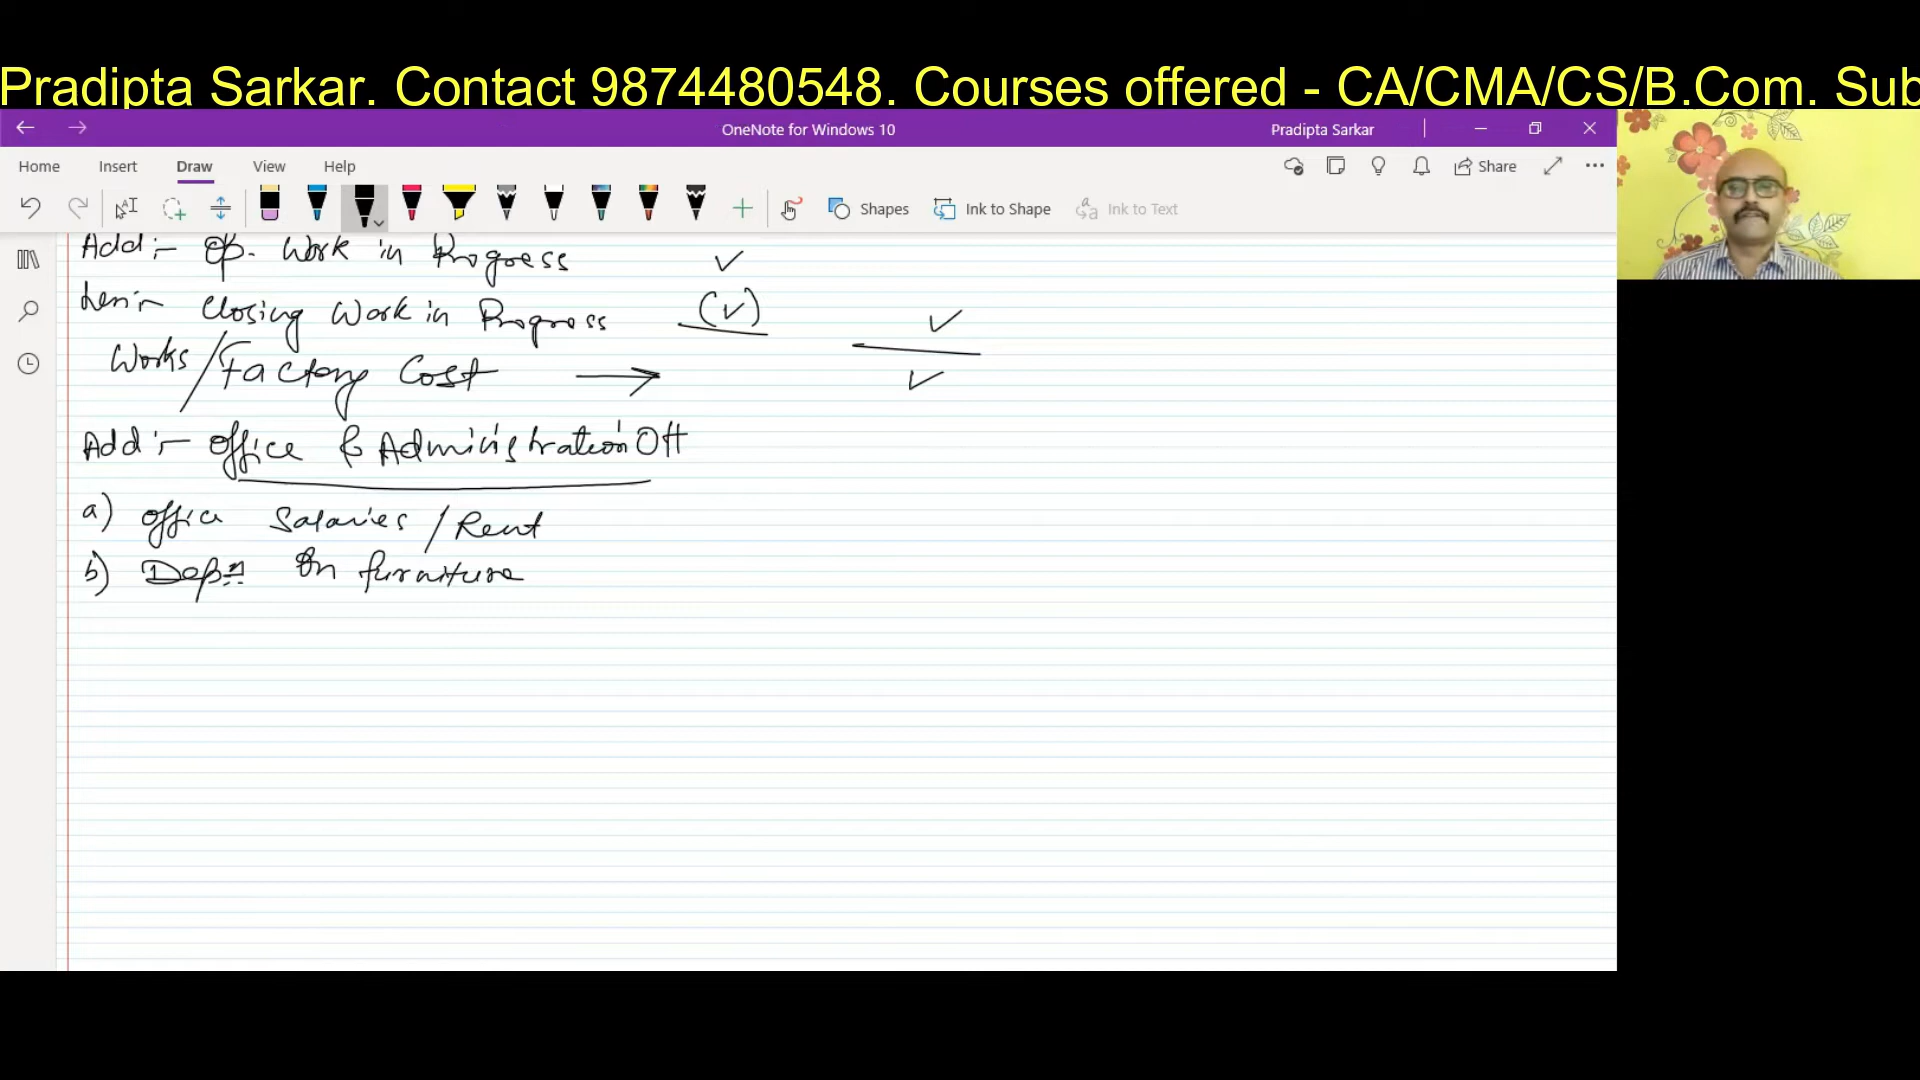 Pradipta Sarkar. Contact 9874480548. Courses offered - CA/CMA/CS/B.Com. Sub
OneNote for Windows 10
Pradipta Sarkar
Home Insert Draw View Help
Share
Shapes Ink to Shape Ink to Text
Add :- Op. Work in Progress ✓
Less :- Closing Work in Progress (✓) ✓
Works / Factory Cost → ✓
Add :- Office & Administration OH
a) Office Salaries / Rent
b) Depn On furniture